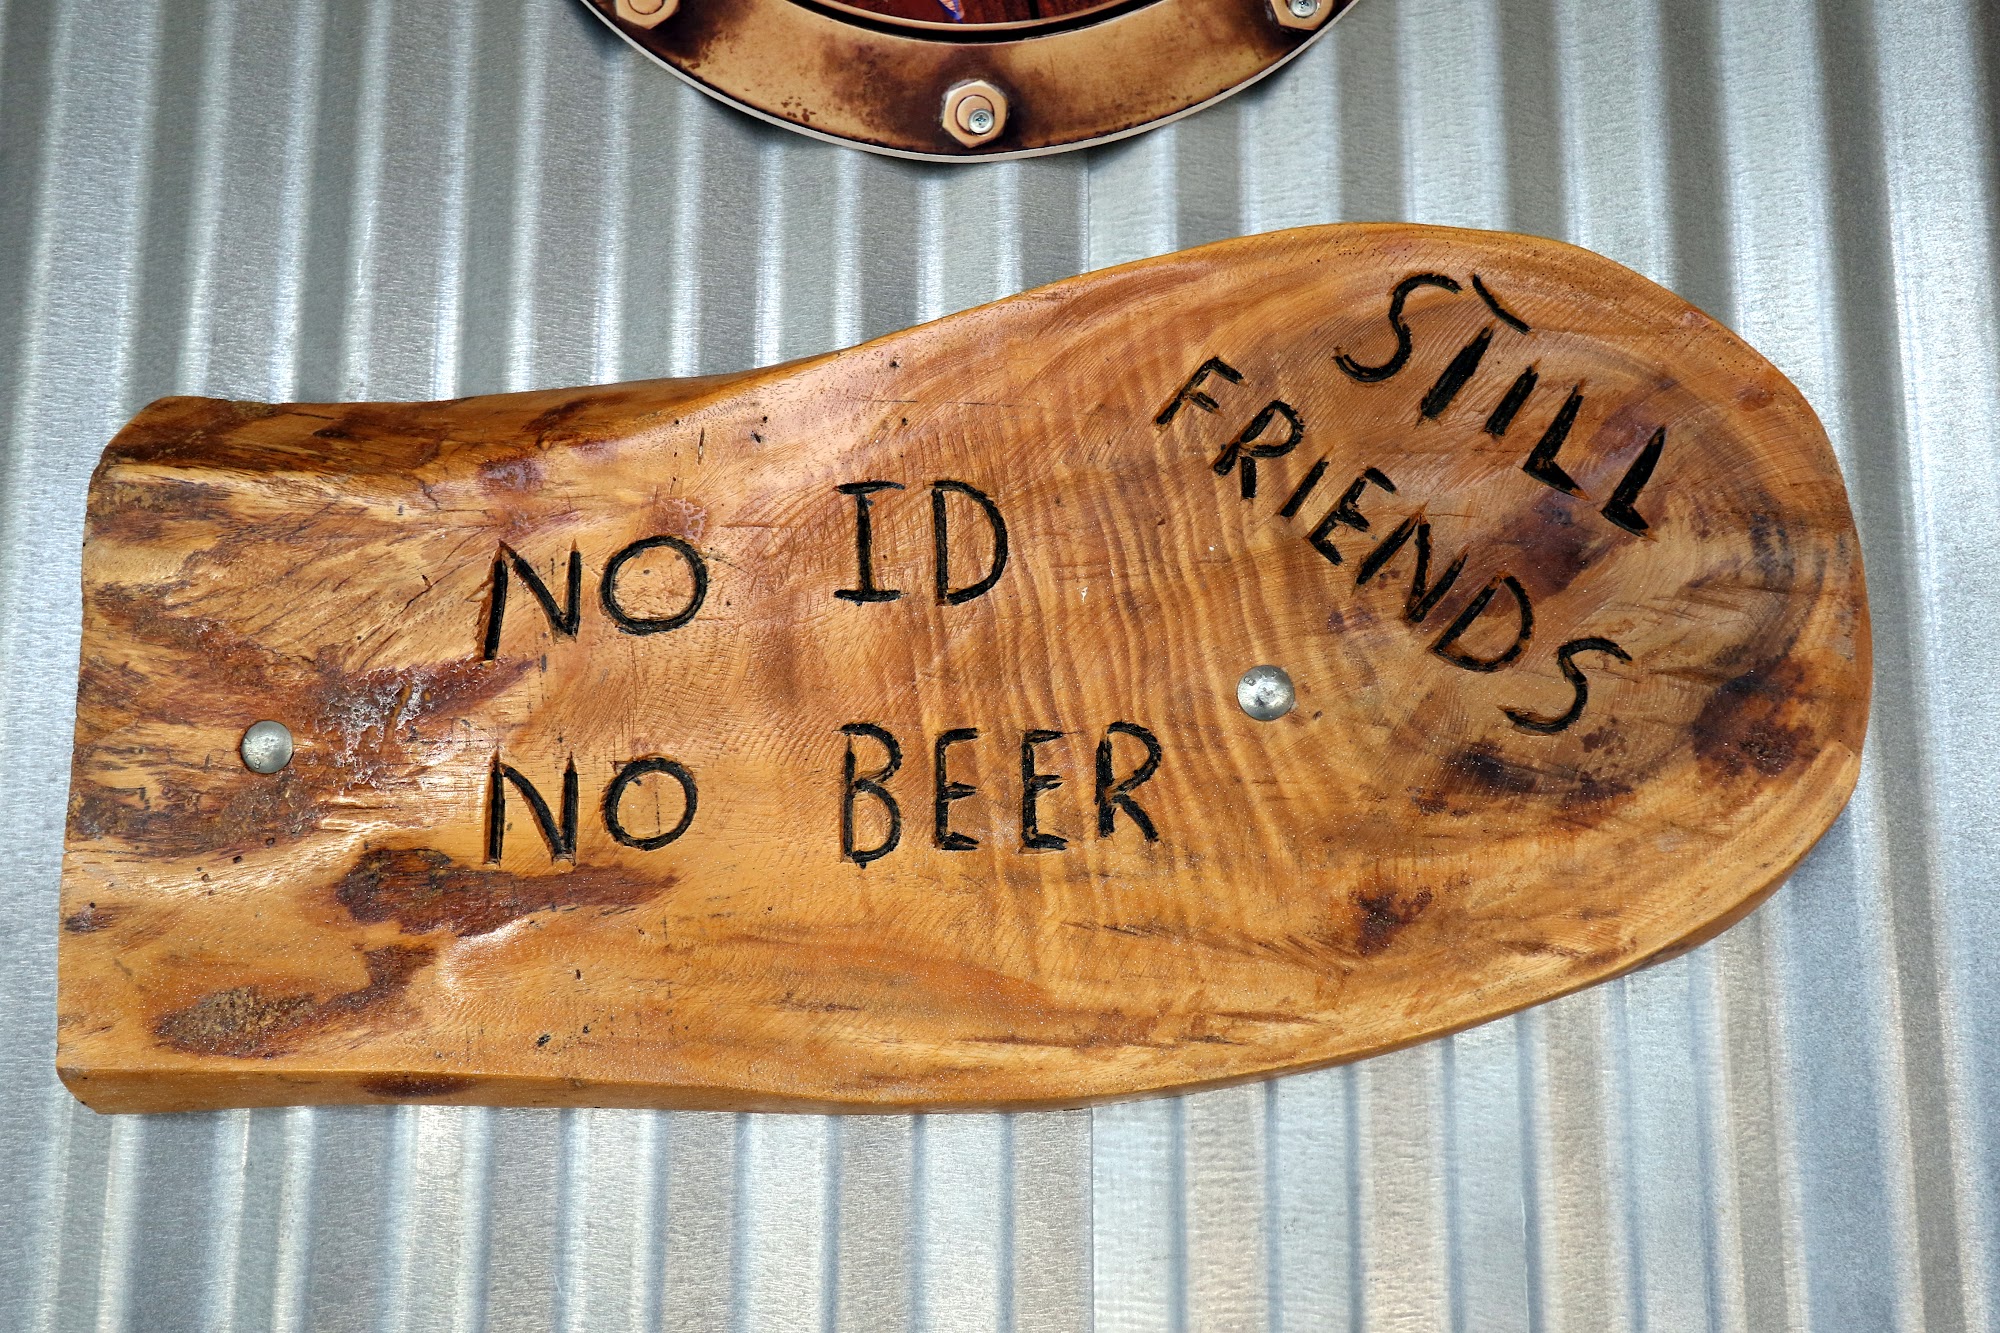 NO ID
NO BEER
STILL
FRIENDS